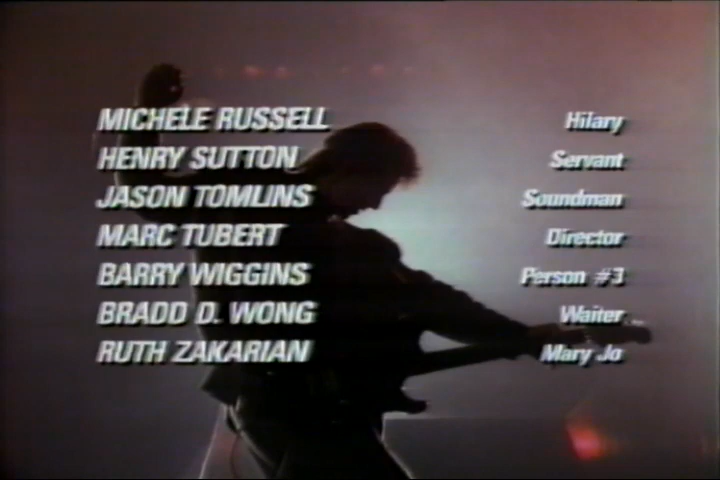 MICHELE RUSSELL Hilary
HENRY SUTTON Servant
JASON TOMLINS Soundman
MARC TUBERT Director
BARRY WIGGINS Person #3
BRADD D. WONG Waiter
RUTH ZAKARIAN Mary Jo